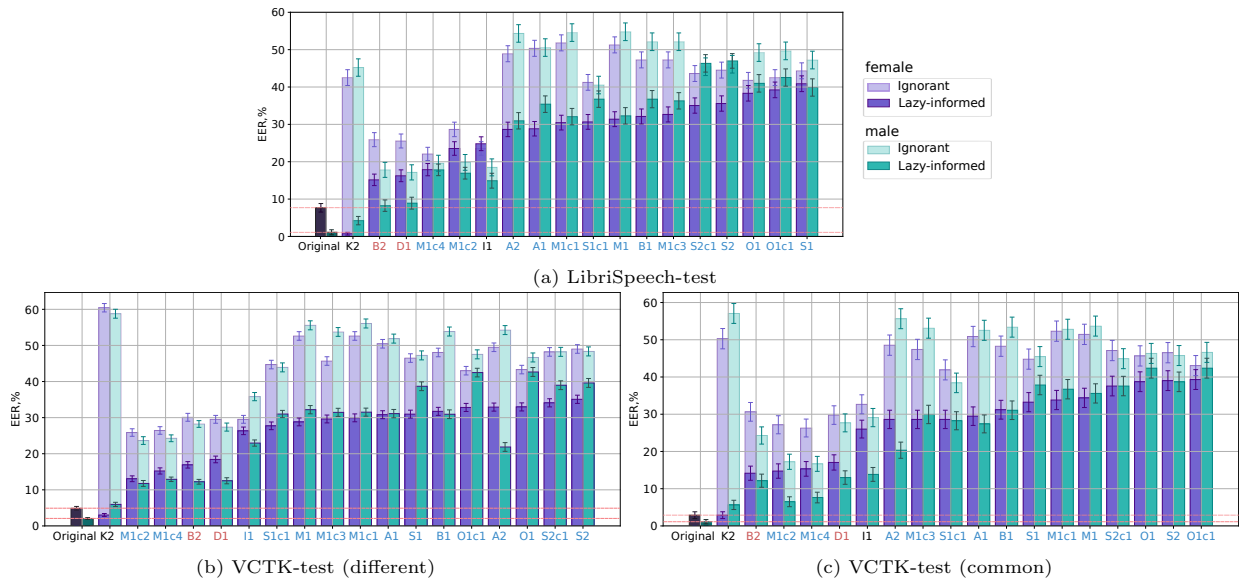 60
50
40
30
20
10
0
EER,%
Original K2 B2 D1 M1c4 M1c2 I1 A2 A1 M1c1 S1c1 M1 B1 M1c3 S2c1 S2 O1 O1c1 S1
female
Ignorant
Lazy-informed
male
Ignorant
Lazy-informed
(a) LibriSpeech-test
60
50
40
30
20
10
0
EER,%
Original K2 M1c2 M1c4 B2 D1 I1 S1c1 M1 M1c3 M1c1 A1 S1 B1 O1c1 A2 O1 S2c1 S2
(b) VCTK-test (different)
60
50
40
30
20
10
0
EER,%
Original K2 B2 M1c2 M1c4 D1 I1 A2 M1c3 S1c1 A1 B1 S1 M1c1 M1 S2c1 O1 S2 O1c1
(c) VCTK-test (common)